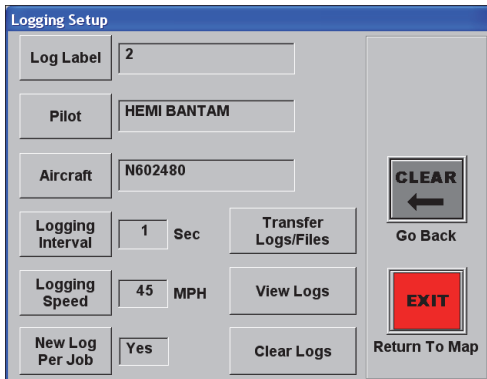 Logging Setup
Log Label
2
Pilot
HEMI BANTAM
Aircraft
N602480
CLEAR
Go Back
Logging
Interval
1
Sec
Transfer
Logs/Files
Logging
Speed
45
MPH
View Logs
EXIT
Return To Map
New Log
Per Job
Yes
Clear Logs